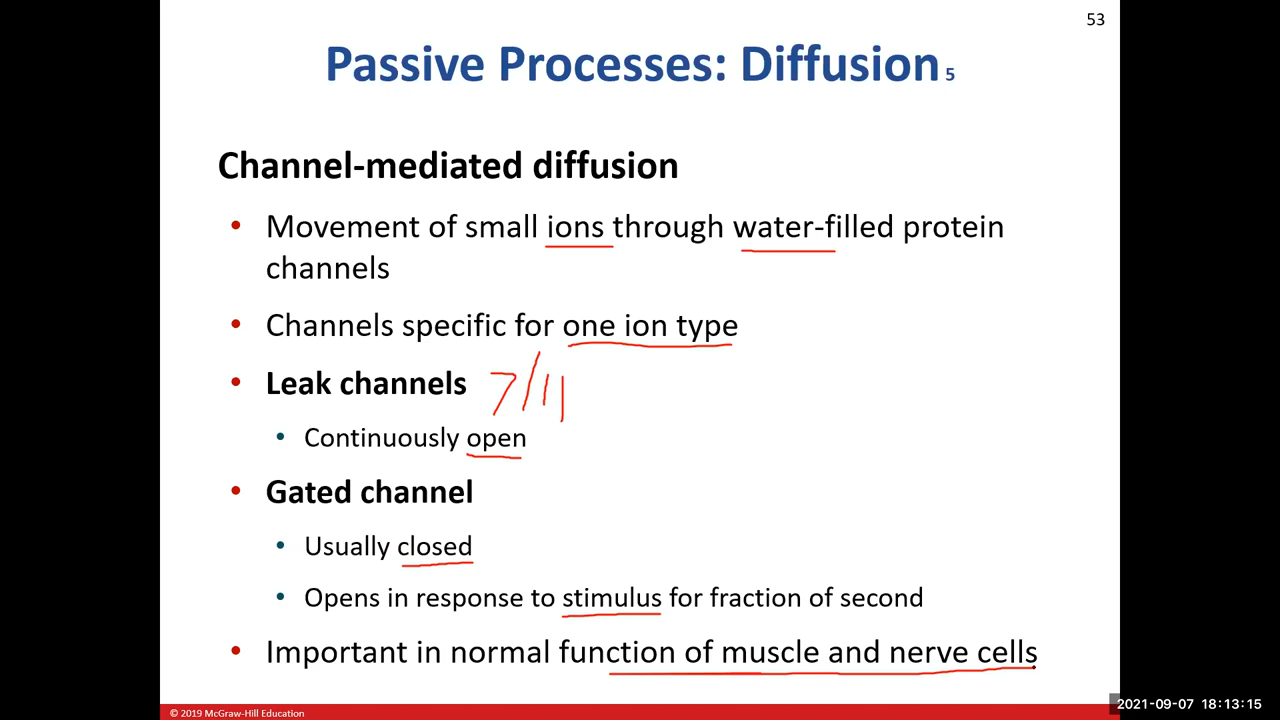 53
Passive Processes: Diffusion 5
Channel-mediated diffusion
• Movement of small ions through water-filled protein
channels
• Channels specific for one ion type
• Leak channels 7/11
• Continuously open
• Gated channel
• Usually closed
• Opens in response to stimulus for fraction of second
• Important in normal function of muscle and nerve cells
© 2019 McGraw-Hill Education
2021-09-07 18:13:15